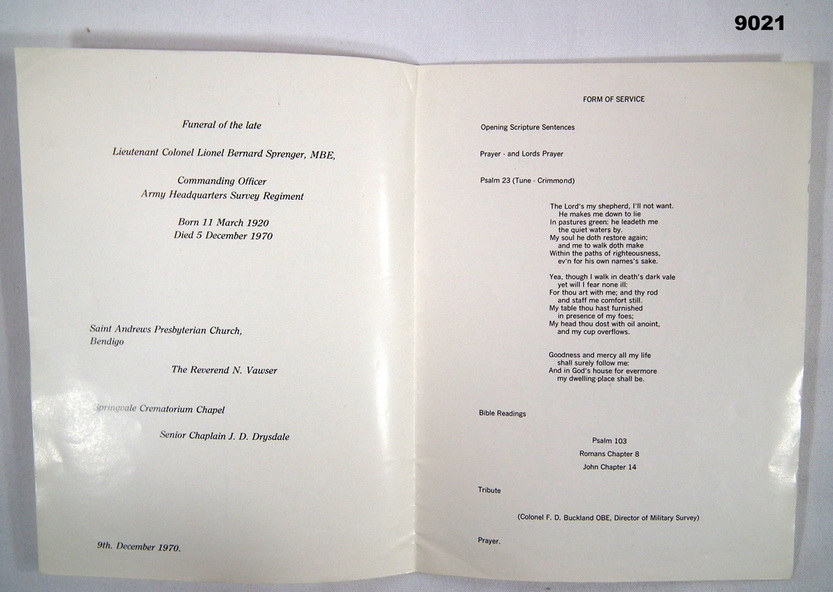 9021
Funeral of the late
Lieutenant Colonel Lionel Bernard Sprenger, MBE,
Commanding Officer
Army Headquarters Survey Regiment
Born 11 March 1920
Died 5 December 1970
Saint Andrews Presbyterian Church,
Bendigo
The Reverend N. Vawser
Springvale Crematorium Chapel
Senior Chaplain J. D. Drysdale
9th. December 1970.
FORM OF SERVICE
Opening Scripture Sentences
Prayer - and Lords Prayer
Psalm 23 (Tune - Crimmond)
The Lord's my shepherd, I'll not want.
He makes me down to lie
In pastures green: he leadeth me
the quiet waters by.
My soul he doth restore again;
and me to walk doth make
Within the paths of righteousness,
ev'n for his own names's sake.
Yea, though I walk in death's dark vale
yet will I fear none ill:
For thou art with me; and thy rod
and staff me comfort still.
My table thou hast furnished
in presence of my foes;
My head thou dost with oil anoint,
and my cup overflows.
Goodness and mercy all my life
shall surely follow me:
And in God's house for evermore
my dwelling-place shall be.
Bible Readings
Psalm 103
Romans Chapter 8
John Chapter 14
Tribute
(Colonel F. D. Buckland OBE, Director of Military Survey)
Prayer.